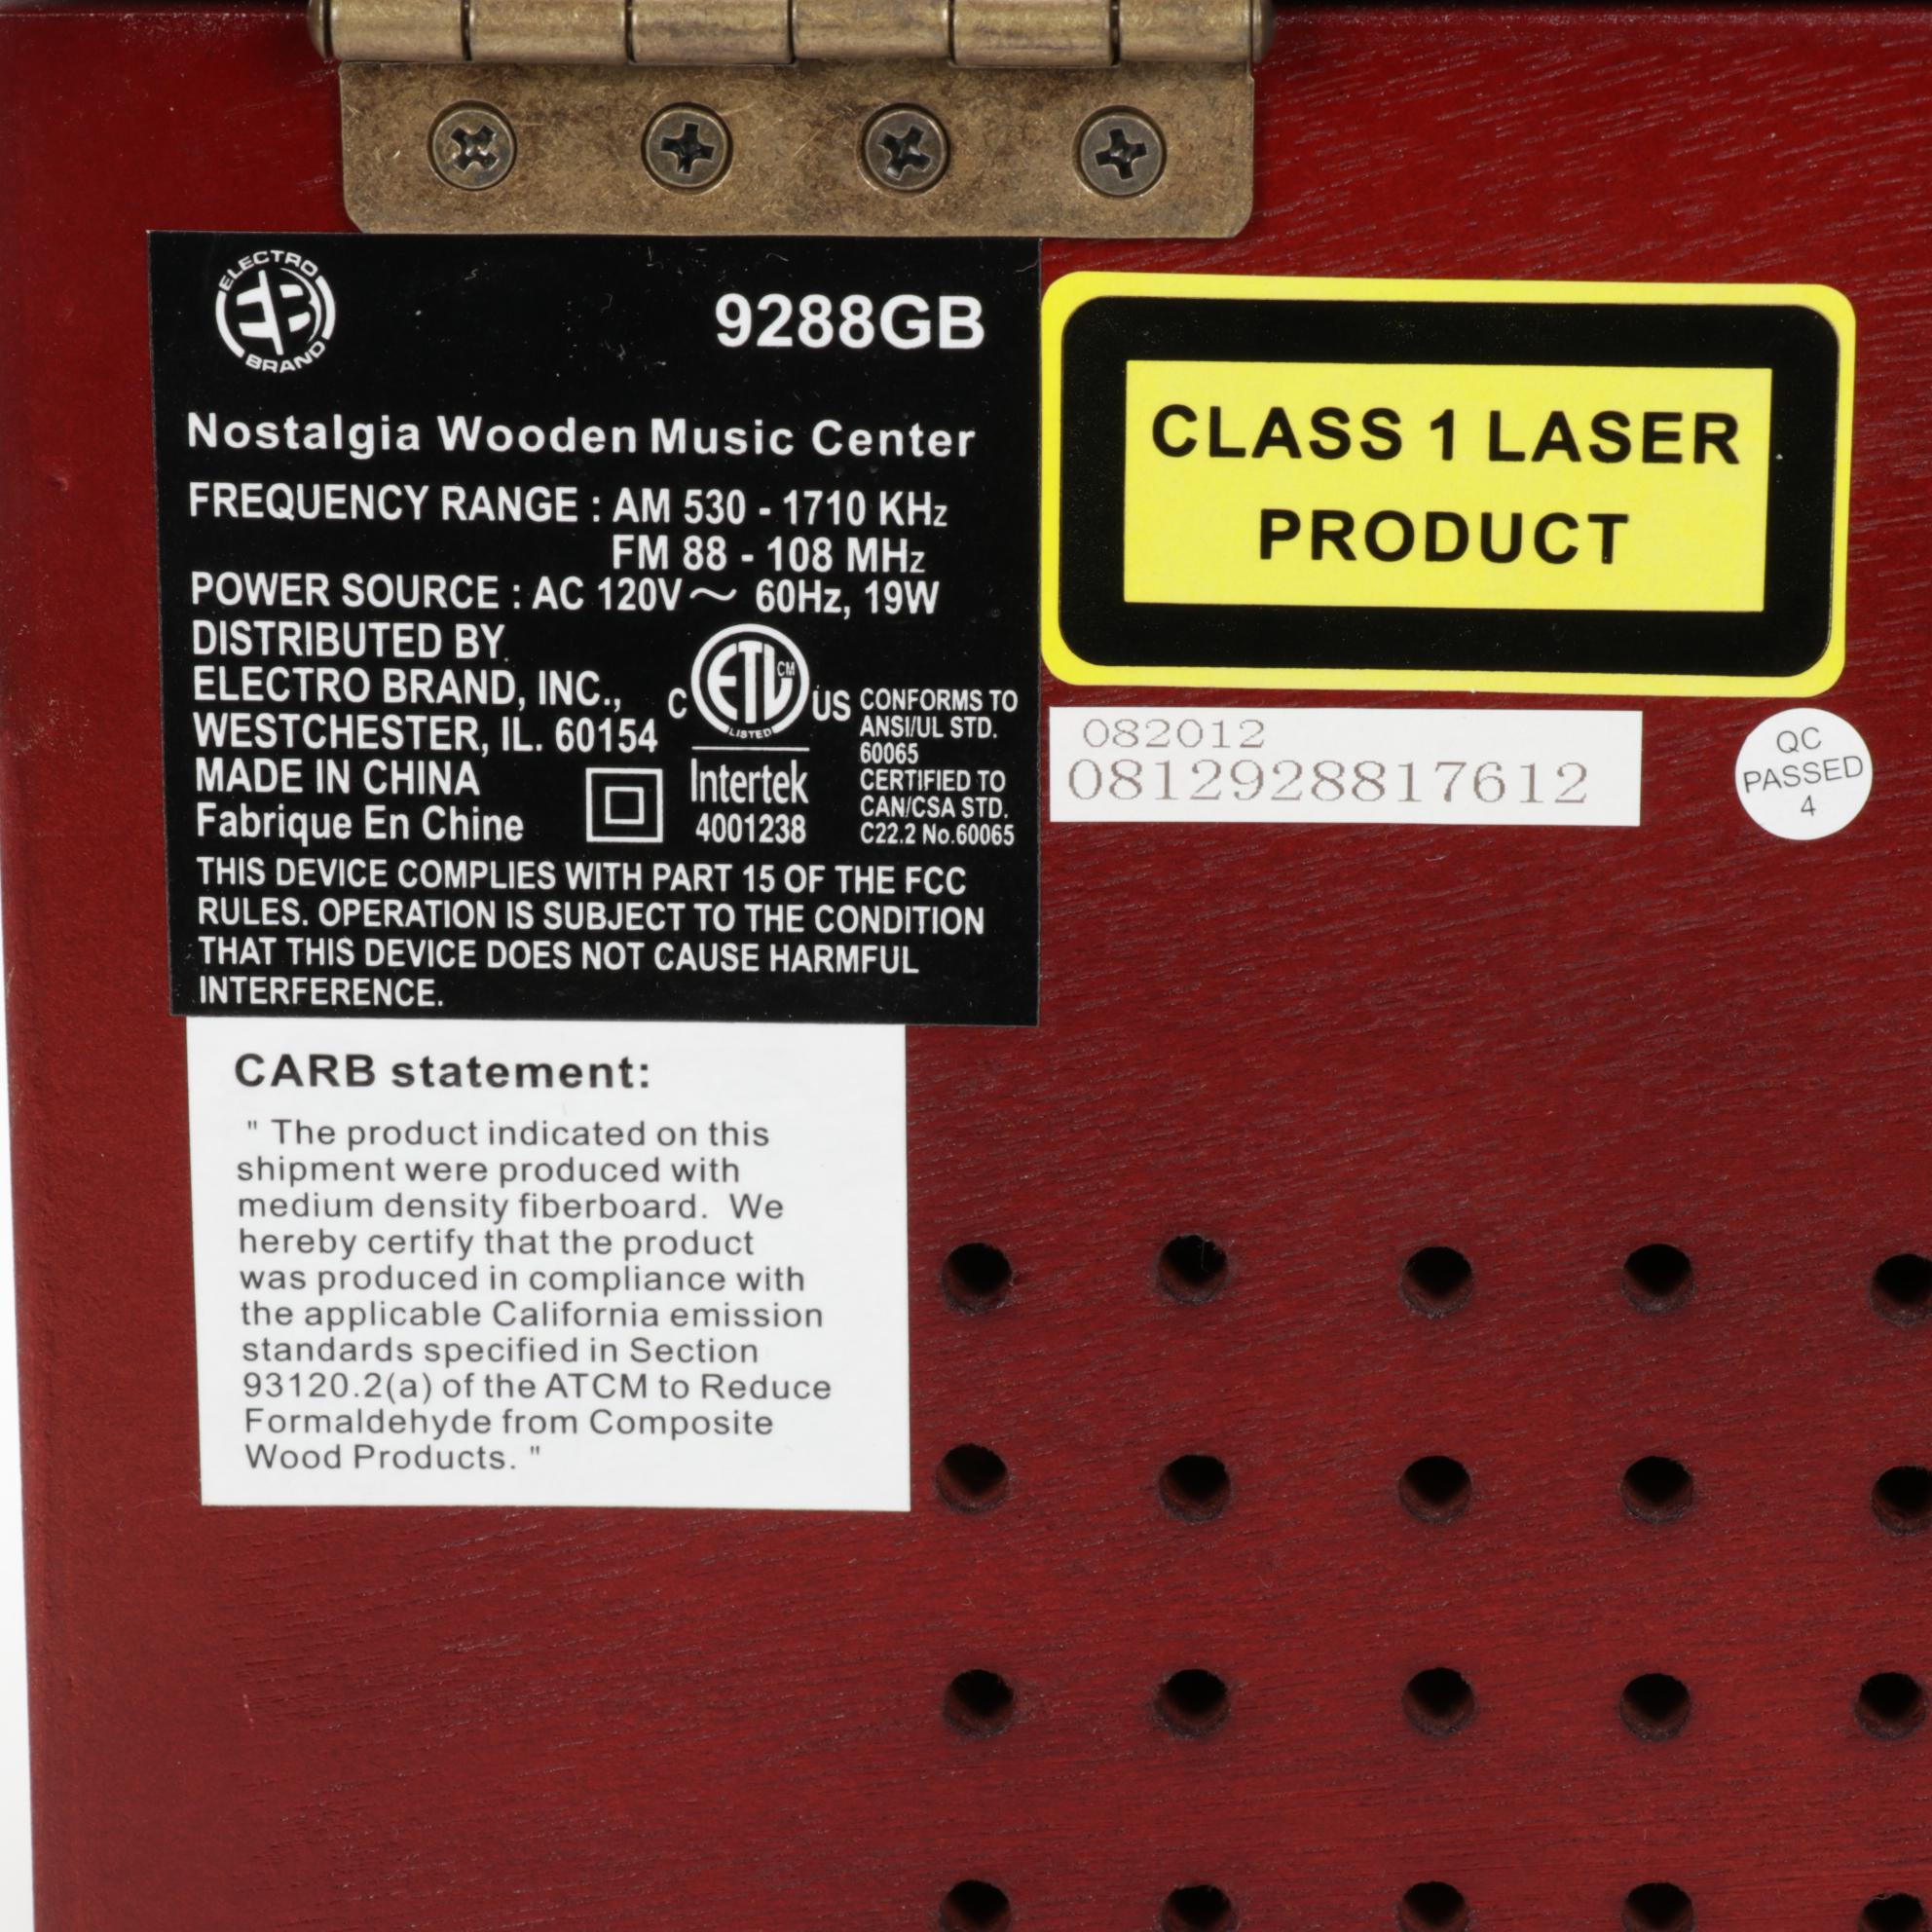 ELECTRO
EB
BRAND
9288GB
Nostalgia Wooden Music Center
FREQUENCY RANGE : AM 530 - 1710 KHz
FM 88 - 108 MHz
POWER SOURCE : AC 120V ~ 60Hz, 19W
DISTRIBUTED BY
ELECTRO BRAND, INC.,
WESTCHESTER, IL. 60154
MADE IN CHINA
Fabrique En Chine
C ETL CM US
LISTED
Intertek
4001238
CONFORMS TO
ANSI/UL STD.
60065
CERTIFIED TO
CAN/CSA STD.
C22.2 No.60065
THIS DEVICE COMPLIES WITH PART 15 OF THE FCC
RULES. OPERATION IS SUBJECT TO THE CONDITION
THAT THIS DEVICE DOES NOT CAUSE HARMFUL
INTERFERENCE.
CLASS 1 LASER
PRODUCT
082012
0812928817612
QC
PASSED
4
CARB statement:
" The product indicated on this
shipment were produced with
medium density fiberboard. We
hereby certify that the product
was produced in compliance with
the applicable California emission
standards specified in Section
93120.2(a) of the ATCM to Reduce
Formaldehyde from Composite
Wood Products. "